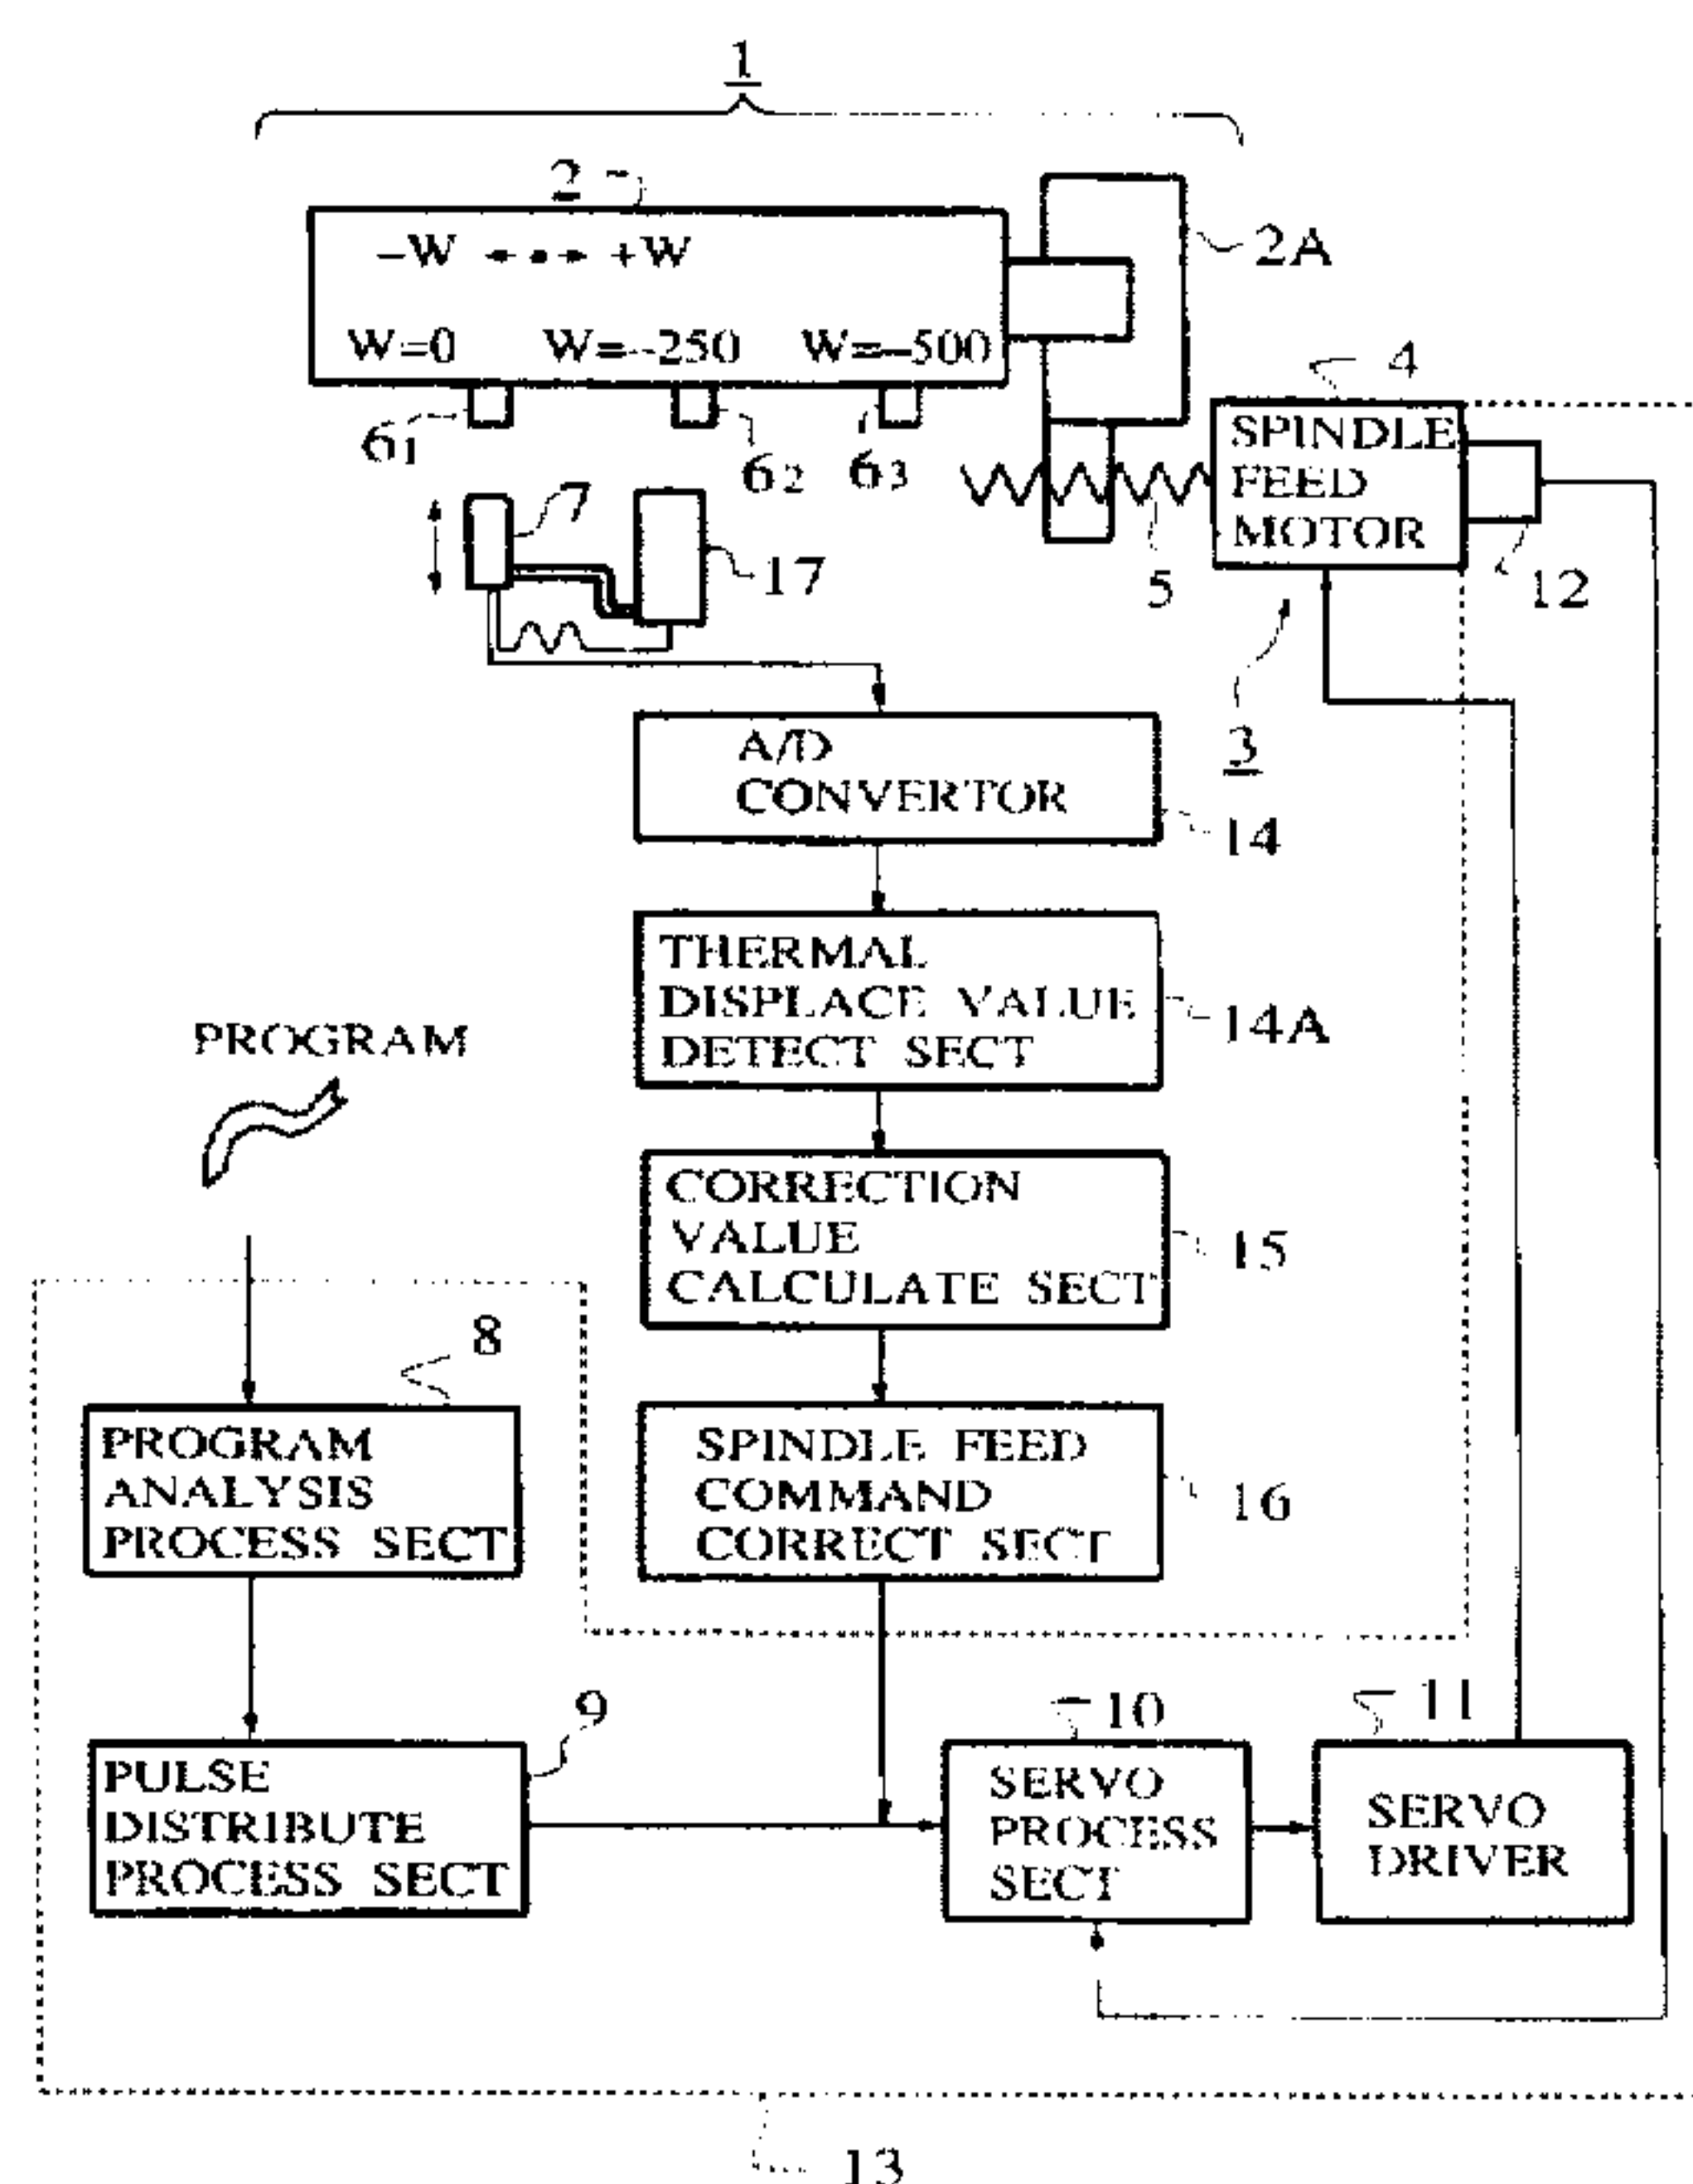 1
2
2A
−W ◄•► +W
W=0 W=−250 W=−500
4
61 62 63
SPINDLE
FEED
MOTOR
7
17
5
12
3
A/D
CONVERTOR
14
THERMAL
DISPLACE VALUE
DETECT SECT
14A
PROGRAM
CORRECTION
VALUE
CALCULATE SECT
15
8
PROGRAM
ANALYSIS
PROCESS SECT
SPINDLE FEED
COMMAND
CORRECT SECT
16
9
10
11
PULSE
DISTRIBUTE
PROCESS SECT
SERVO
PROCESS
SECT
SERVO
DRIVER
13